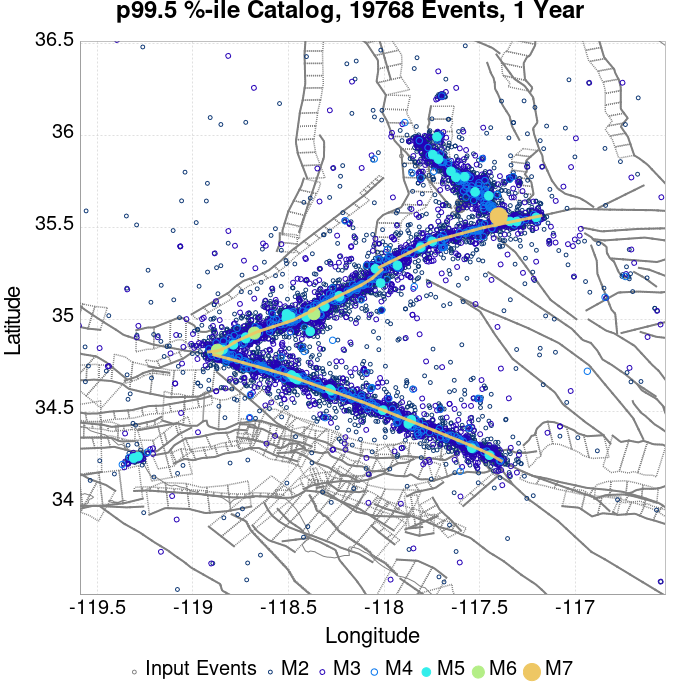 p99.5 %-ile Catalog, 19768 Events, 1 Year
36.5
36
35.5
35
34.5
34
Latitude
-119.5 -119 -118.5 -118 -117.5 -117
Longitude
Input Events M2 M3 M4 M5 M6 M7